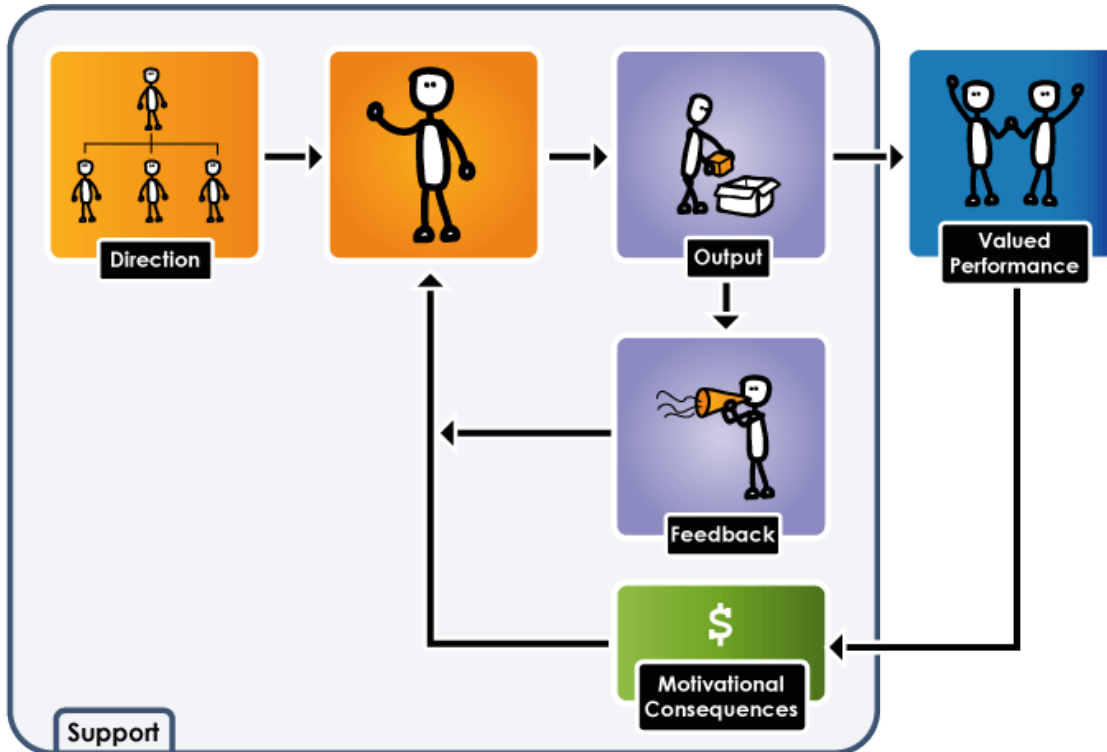 Direction
Output
Valued
Performance
Feedback
$
Motivational
Consequences
Support